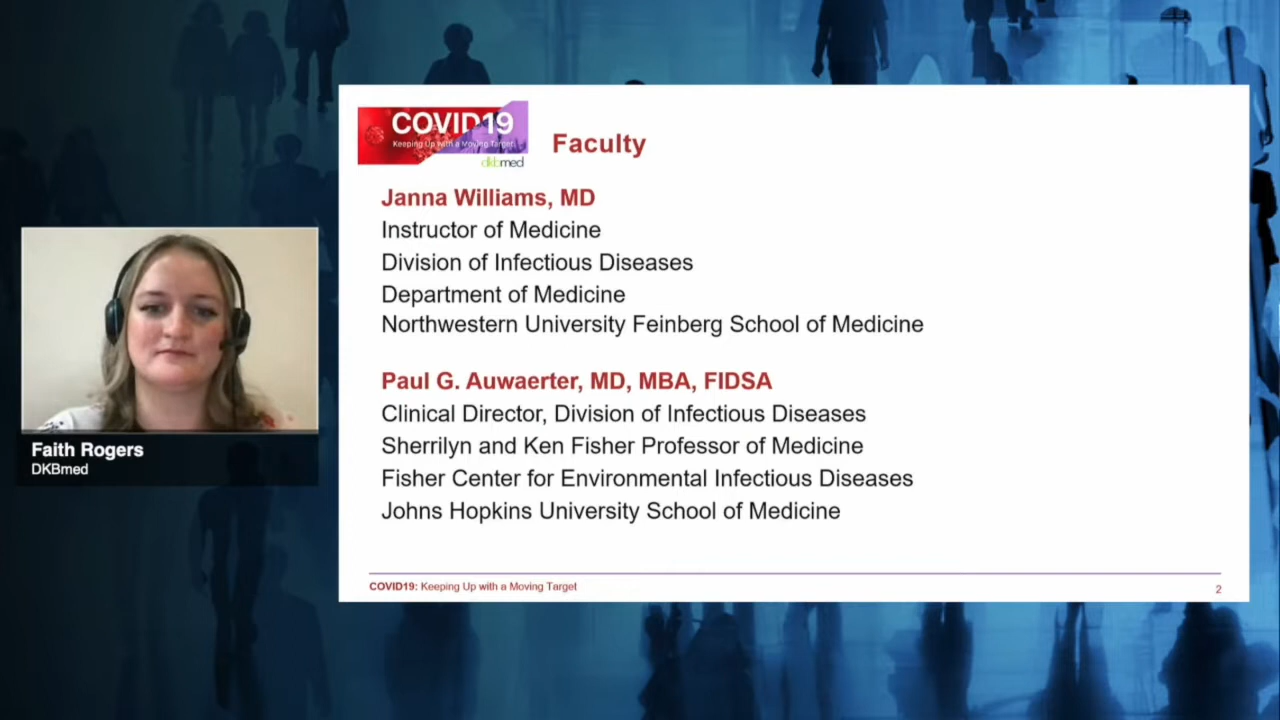 COVID19
Keeping Up with a Moving Target
dkbmed
Faculty
Janna Williams, MD
Instructor of Medicine
Division of Infectious Diseases
Department of Medicine
Northwestern University Feinberg School of Medicine
Paul G. Auwaerter, MD, MBA, FIDSA
Clinical Director, Division of Infectious Diseases
Sherrilyn and Ken Fisher Professor of Medicine
Fisher Center for Environmental Infectious Diseases
Johns Hopkins University School of Medicine
COVID19: Keeping Up with a Moving Target
2
Faith Rogers
DKBmed